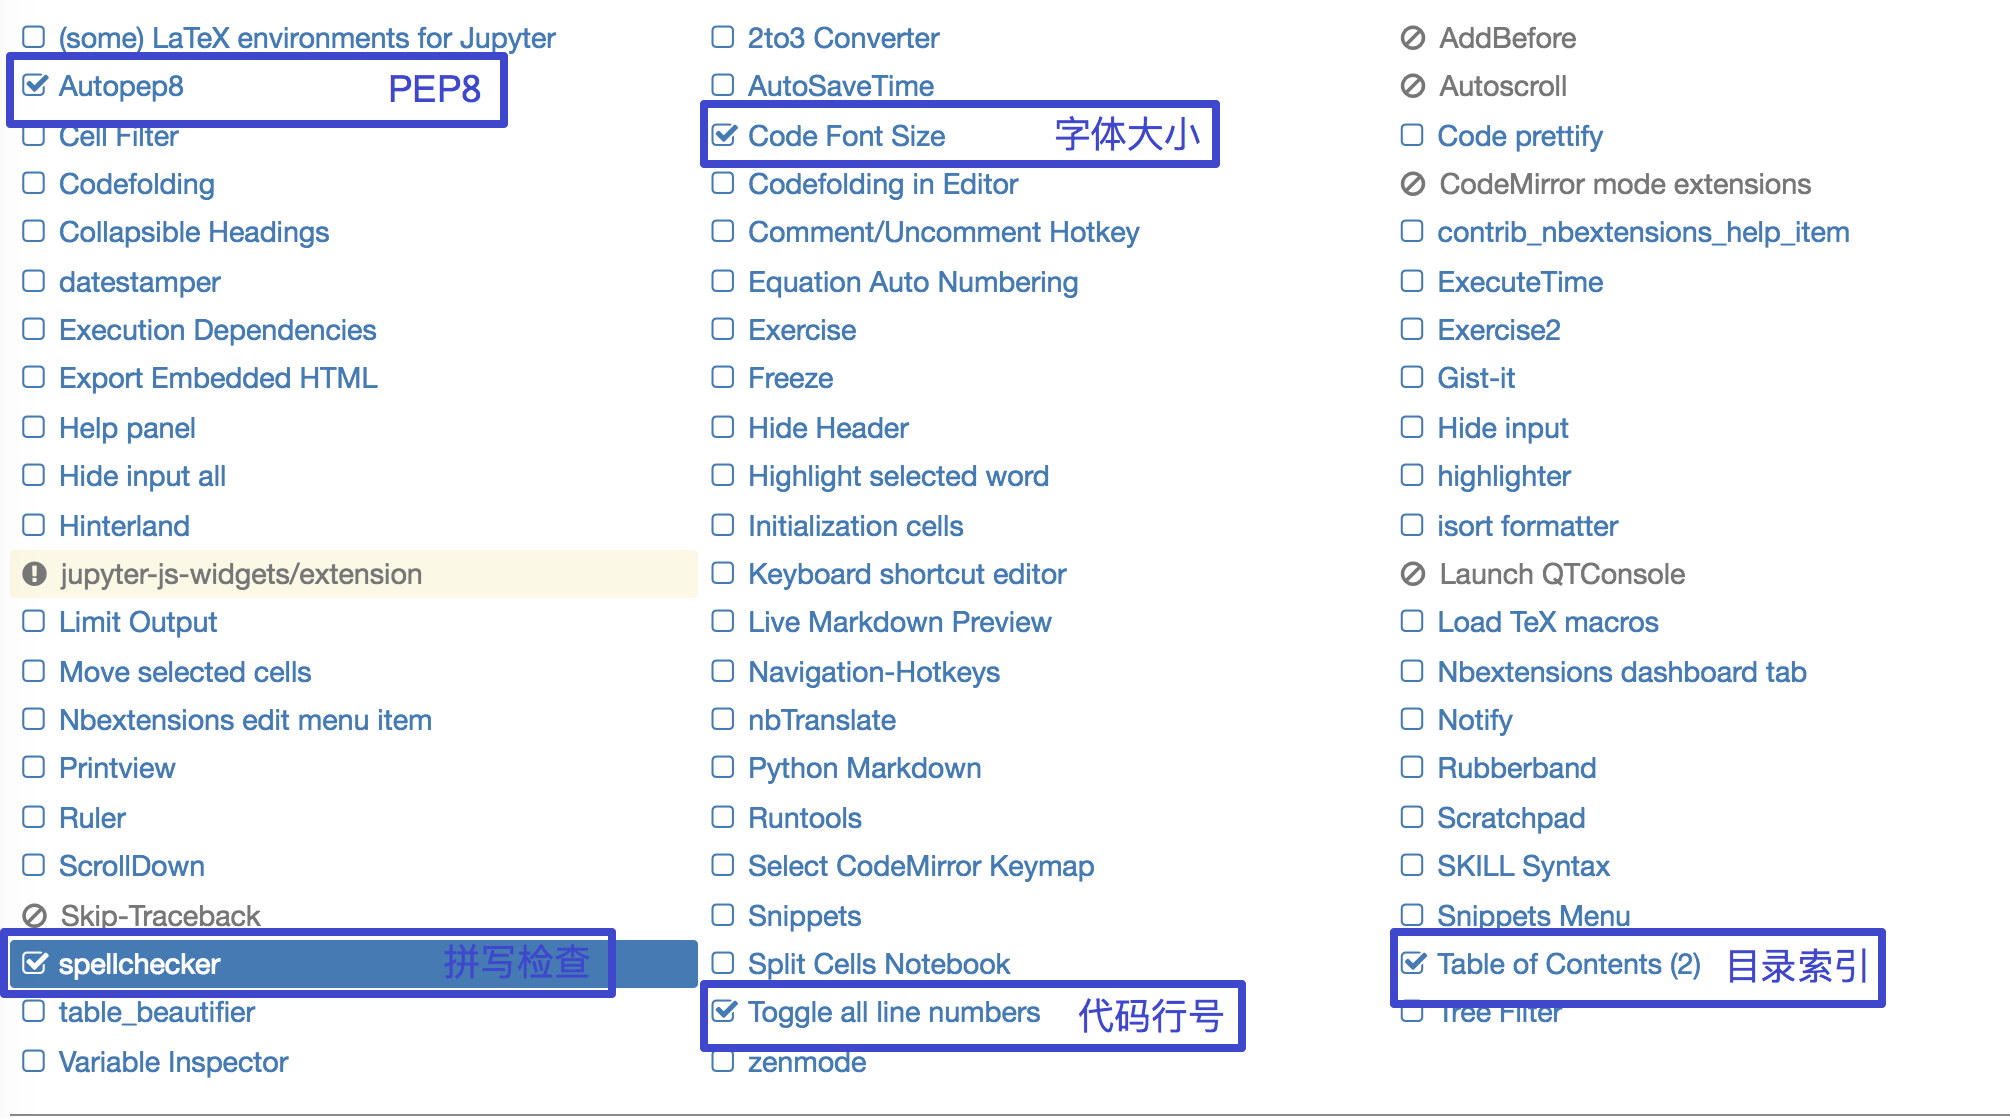 (some) LaTeX environments for Jupyter
Autopep8 PEP8
Cell Filter
Codefolding
Collapsible Headings
datestamper
Execution Dependencies
Export Embedded HTML
Help panel
Hide input all
Hinterland
jupyter-js-widgets/extension
Limit Output
Move selected cells
Nbextensions edit menu item
Printview
Ruler
ScrollDown
Skip-Traceback
spellchecker 拼写检查
table_beautifier
Variable Inspector
2to3 Converter
AutoSaveTime
Code Font Size 字体大小
Codefolding in Editor
Comment/Uncomment Hotkey
Equation Auto Numbering
Exercise
Freeze
Hide Header
Highlight selected word
Initialization cells
Keyboard shortcut editor
Live Markdown Preview
Navigation-Hotkeys
nbTranslate
Python Markdown
Runtools
Select CodeMirror Keymap
Snippets
Split Cells Notebook
Toggle all line numbers 代码行号
zenmode
AddBefore
Autoscroll
Code prettify
CodeMirror mode extensions
contrib_nbextensions_help_item
ExecuteTime
Exercise2
Gist-it
Hide input
highlighter
isort formatter
Launch QTConsole
Load TeX macros
Nbextensions dashboard tab
Notify
Rubberband
Scratchpad
SKILL Syntax
Snippets Menu
Table of Contents (2) 目录索引
Tree Filter